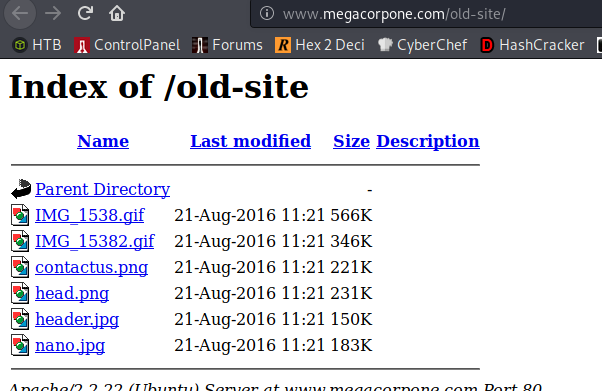 www.megacorpone.com/old-site/
HTB ControlPanel Forums Hex 2 Deci CyberChef HashCracker
Index of /old-site
Name Last modified Size Description
Parent Directory -
IMG_1538.gif 21-Aug-2016 11:21 566K
IMG_15382.gif 21-Aug-2016 11:21 346K
contactus.png 21-Aug-2016 11:21 221K
head.png 21-Aug-2016 11:21 231K
header.jpg 21-Aug-2016 11:21 150K
nano.jpg 21-Aug-2016 11:21 183K
Apache/2.2.22 (Ubuntu) Server at www.megacorpone.com Port 80